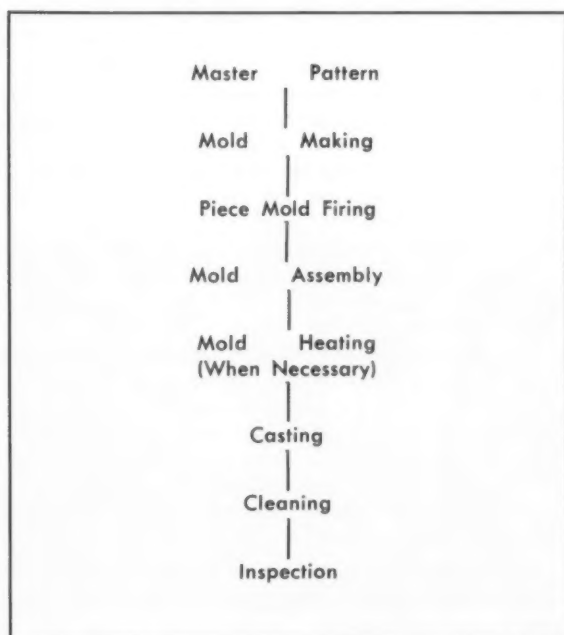 Master Pattern
Mold Making
Piece Mold Firing
Mold Assembly
Mold Heating
(When Necessary)
Casting
Cleaning
Inspection